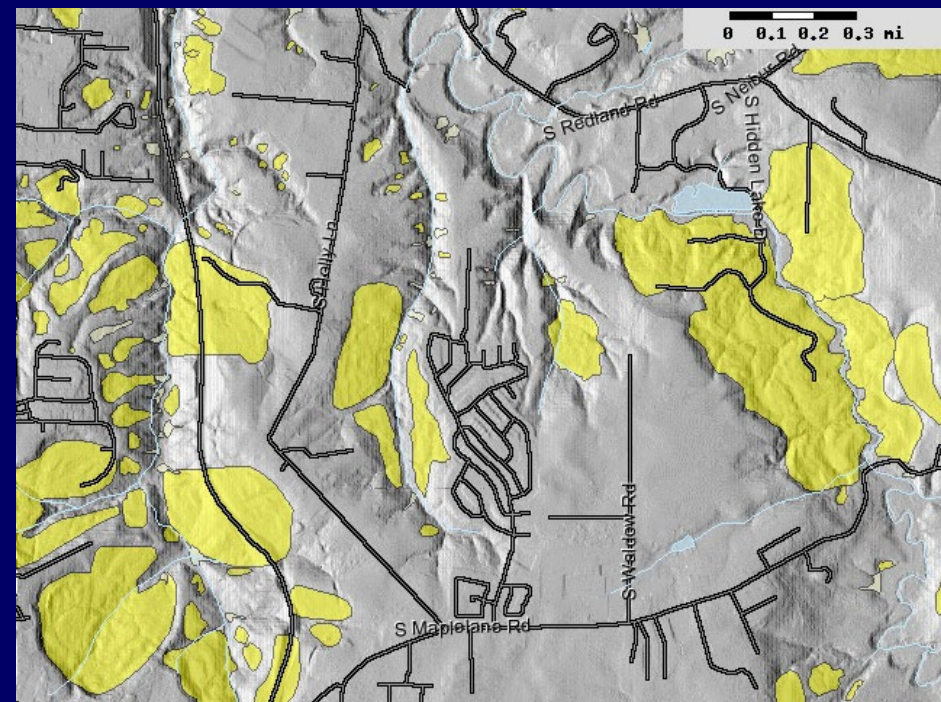 0 0.1 0.2 0.3 mi
S Neibur Rd
S Redland Rd
S Hidden Lake Dr
S Holly Ln
S Waldow Rd
S Maplelane Rd